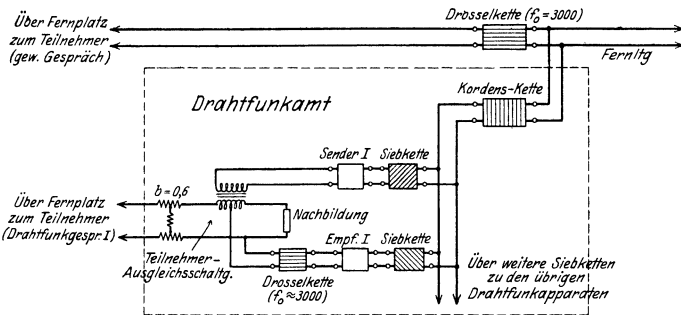 Über Fernplatz
zum Teilnehmer
(gew. Gespräch)
Drosselkette (f₀=3000)
Fernltg
Kordens-Kette
Drahtfunkamt
Sender I
Siebkette
Über Fernplatz
zum Teilnehmer
(Drahtfunkgespr. I)
b=0,6
Nachbildung
Teilnehmer-
Ausgleichsschaltg.
Empf. I
Siebkette
Drosselkette
(f₀≈3000)
Über weitere Siebketten
zu den übrigen
Drahtfunkapparaten